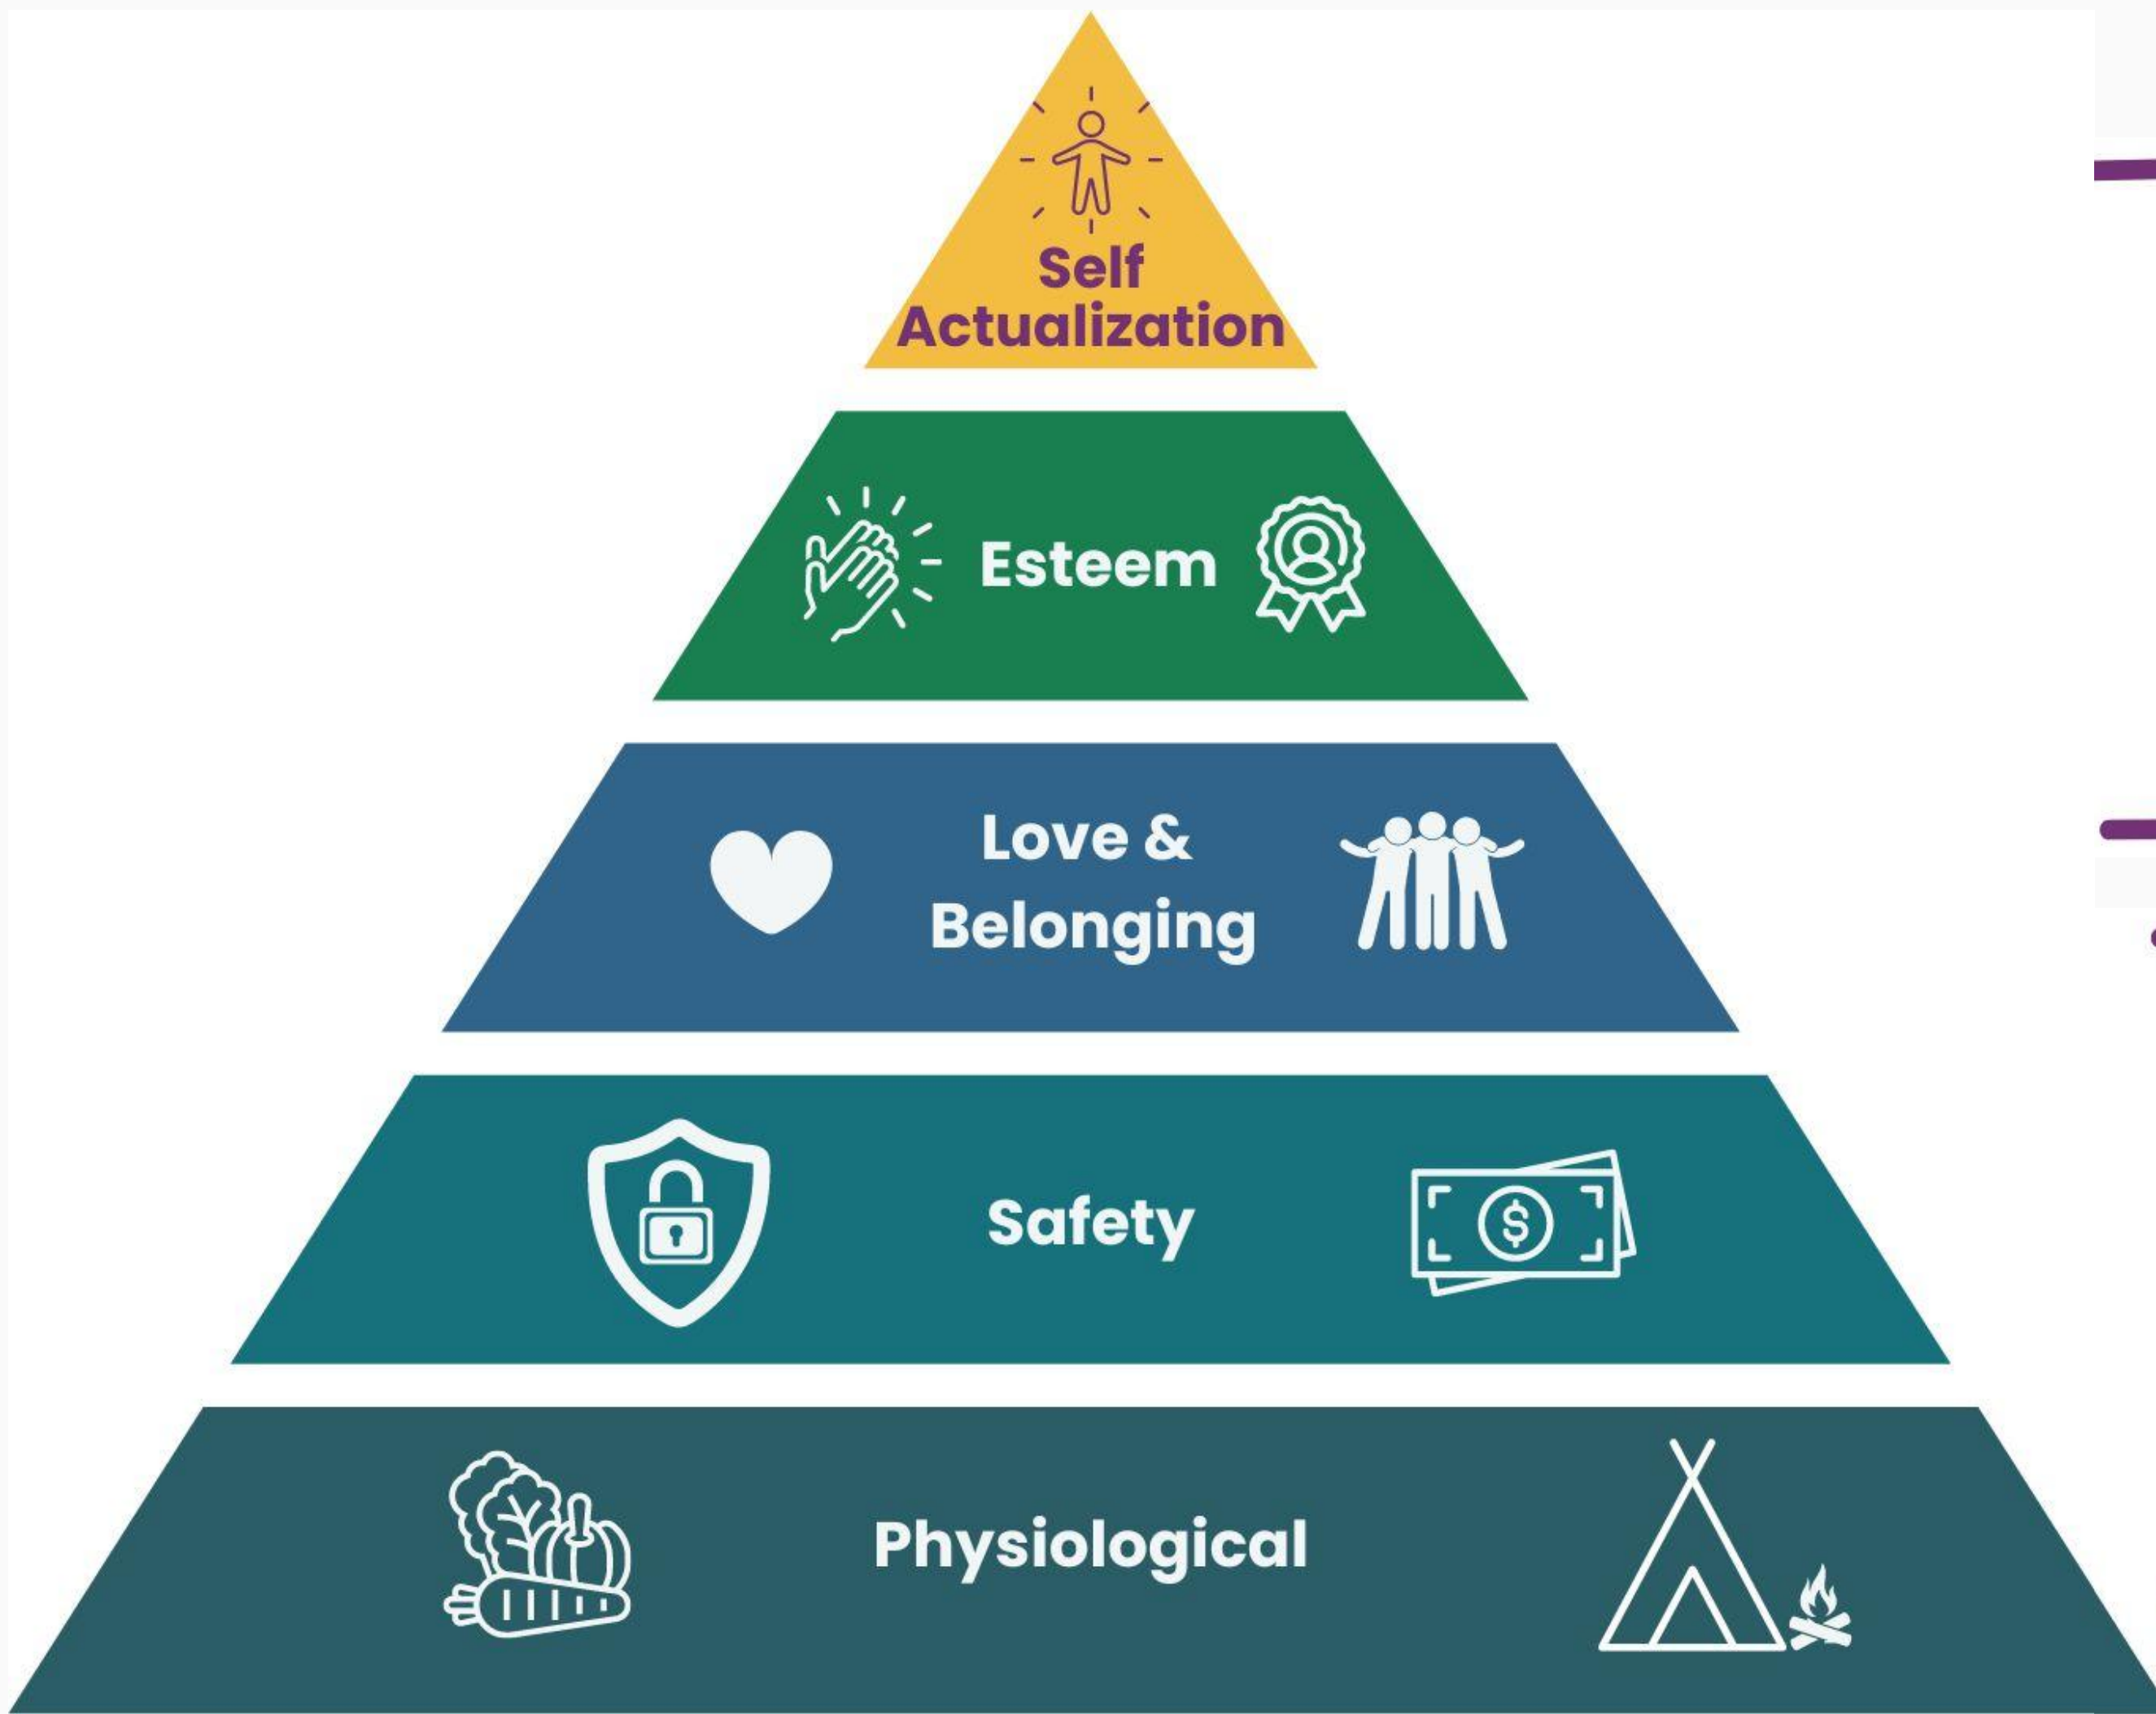 Self
Actualization
Esteem
Love &
Belonging
Safety
$
Physiological